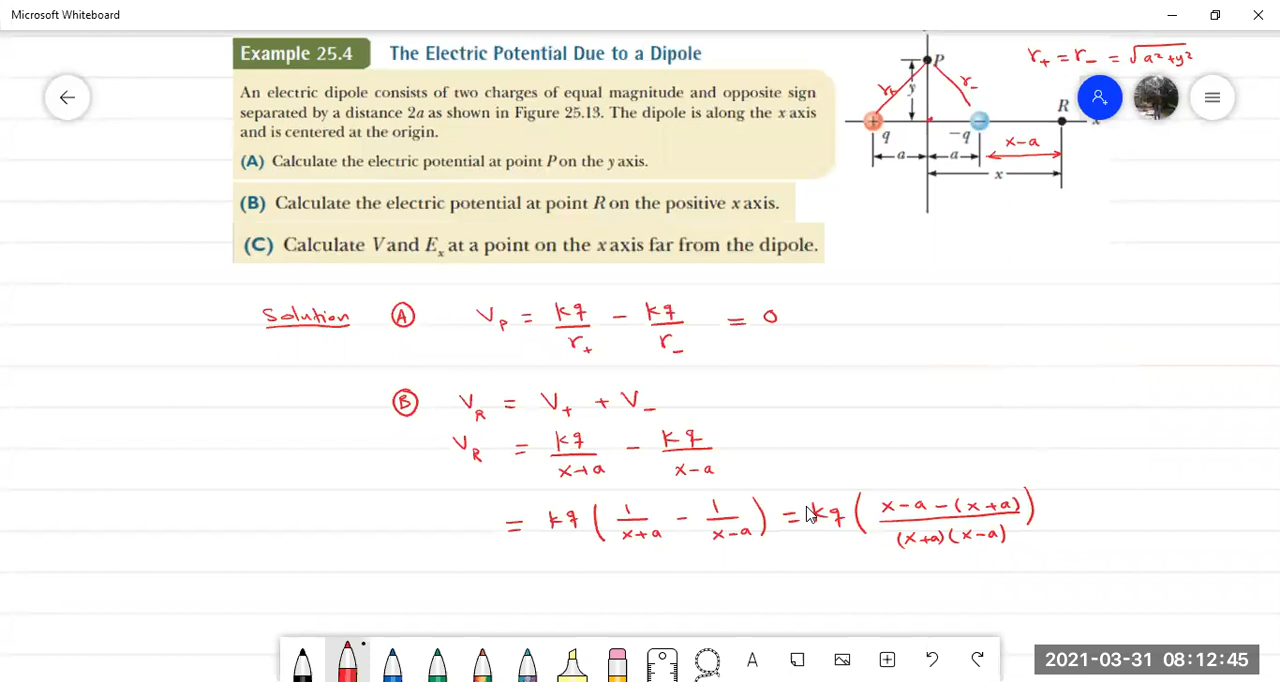 Microsoft Whiteboard
Example 25.4 The Electric Potential Due to a Dipole
An electric dipole consists of two charges of equal magnitude and opposite sign
separated by a distance 2a as shown in Figure 25.13. The dipole is along the x axis
and is centered at the origin.
(A) Calculate the electric potential at point P on the y axis.
(B) Calculate the electric potential at point R on the positive x axis.
(C) Calculate V and Eₓ at a point on the x axis far from the dipole.
r₊ = r₋ = √(a²+y²)
P
r₊ y r₋
+ − R x
q −q x-a
a a
x
Solution Ⓐ V_P = kq/r₊ − kq/r₋ = 0
Ⓑ V_R = V₊ + V₋
V_R = kq/(x+a) − kq/(x-a)
= kq (1/(x+a) − 1/(x-a)) = kq ((x-a-(x+a))/((x+a)(x-a)))
A
2021-03-31 08:12:45